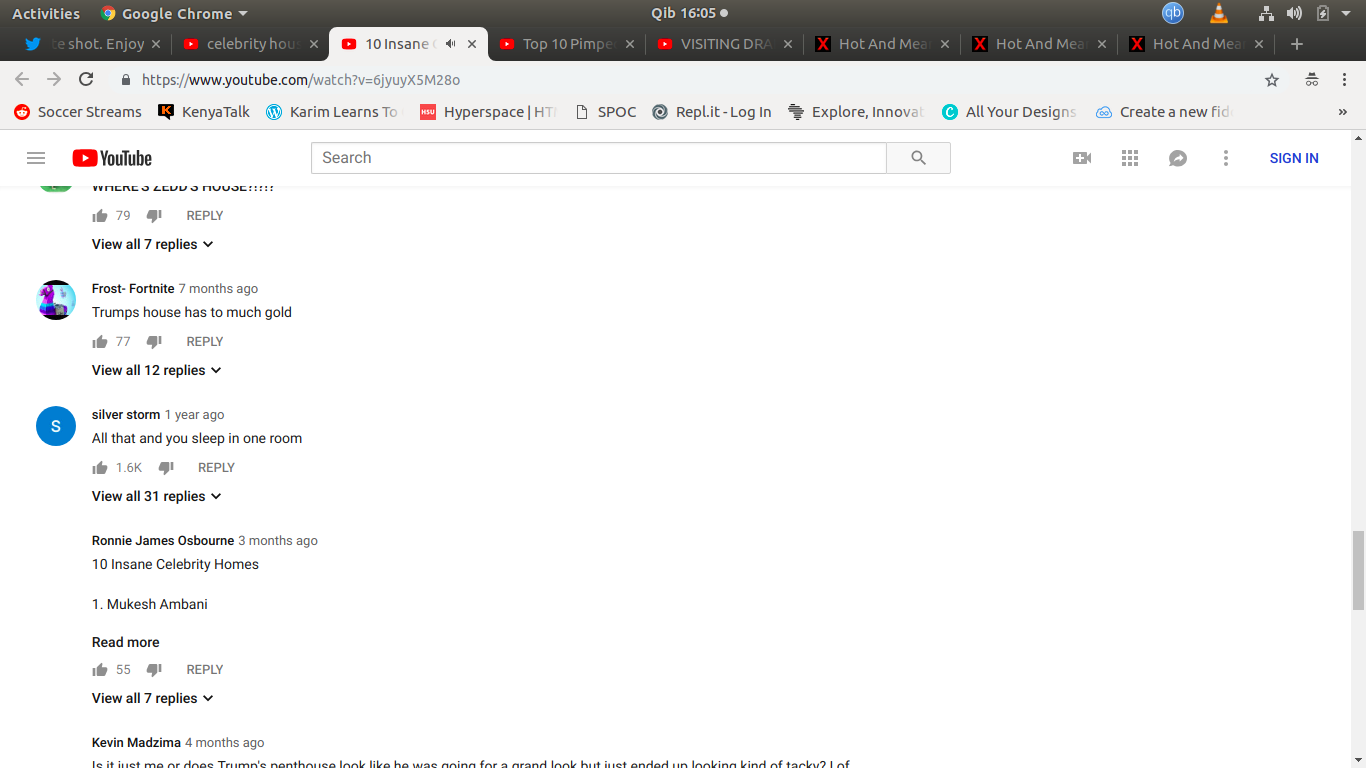 Activities
Google Chrome
Qib 16:05
qb
ce shot. Enjoy
celebrity hou
10 Insane
Top 10 Pimpe
VISITING DRA
Hot And Mea
Hot And Mea
Hot And Mea
https://www.youtube.com/watch?v=6jyuyX5M28o
Soccer Streams
KenyaTalk
Karim Learns To
HSU
Hyperspace | HT
SPOC
Repl.it - Log In
Explore, Innovat
All Your Designs
Create a new fid
»
YouTube
Search
SIGN IN
WHERE'S ZEDD'S HOUSE?!!!?
79 REPLY
View all 7 replies
Frost- Fortnite 7 months ago
Trumps house has to much gold
77 REPLY
View all 12 replies
S
silver storm 1 year ago
All that and you sleep in one room
1.6K REPLY
View all 31 replies
Ronnie James Osbourne 3 months ago
10 Insane Celebrity Homes
1. Mukesh Ambani
Read more
55 REPLY
View all 7 replies
Kevin Madzima 4 months ago
Is it just me or does Trump's penthouse look like he was going for a grand look but just ended up looking kind of tacky? Lof